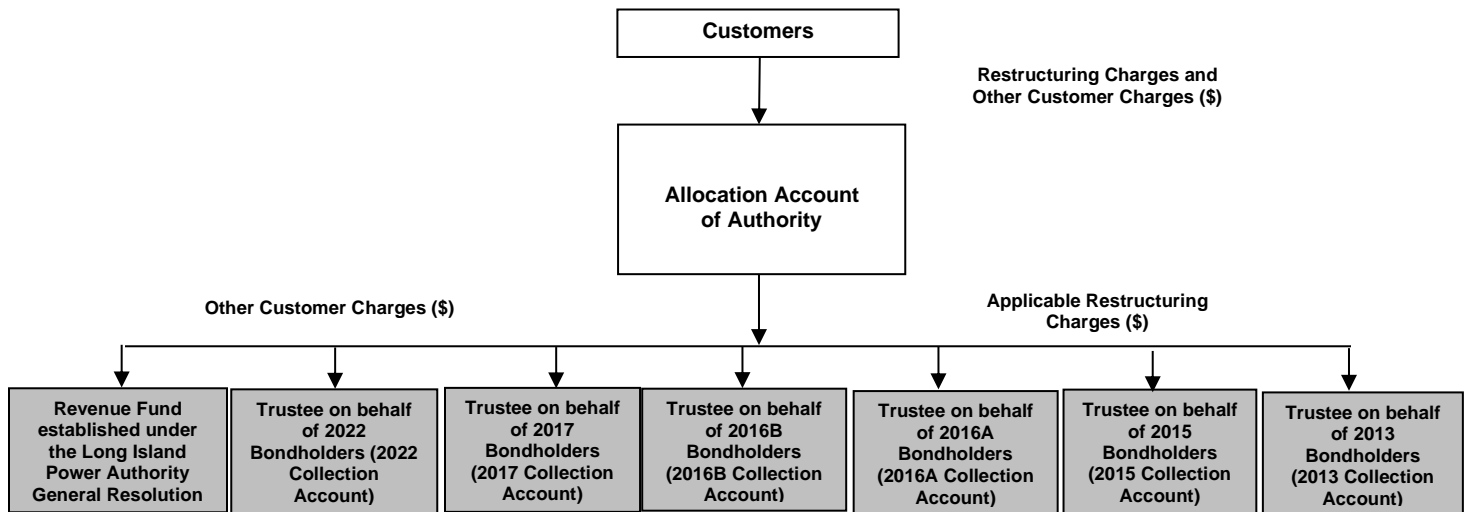 Customers
Restructuring Charges and
Other Customer Charges ($)
Allocation Account
of Authority
Other Customer Charges ($)
Applicable Restructuring
Charges ($)
Revenue Fund
established under
the Long Island
Power Authority
General Resolution
Trustee on behalf
of 2022
Bondholders (2022
Collection
Account)
Trustee on behalf
of 2017
Bondholders
(2017 Collection
Account)
Trustee on behalf
of 2016B
Bondholders
(2016B Collection
Account)
Trustee on behalf
of 2016A
Bondholders
(2016A Collection
Account)
Trustee on behalf
of 2015
Bondholders
(2015 Collection
Account)
Trustee on behalf
of 2013
Bondholders
(2013 Collection
Account)